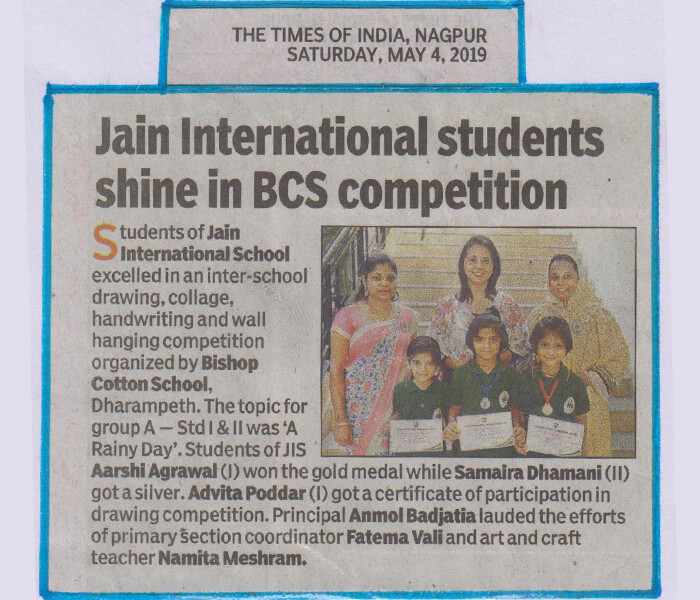 THE TIMES OF INDIA, NAGPUR
SATURDAY, MAY 4, 2019
Jain International students
shine in BCS competition
Students of Jain
International School
excelled in an inter-school
drawing, collage,
handwriting and wall
hanging competition
organized by Bishop
Cotton School,
Dharampeth. The topic for
group A — Std I & II was ‘A
Rainy Day’. Students of JIS
Aarshi Agrawal (I) won the gold medal while Samaira Dhamani (II)
got a silver. Advita Poddar (I) got a certificate of participation in
drawing competition. Principal Anmol Badjatia lauded the efforts
of primary section coordinator Fatema Vali and art and craft
teacher Namita Meshram.